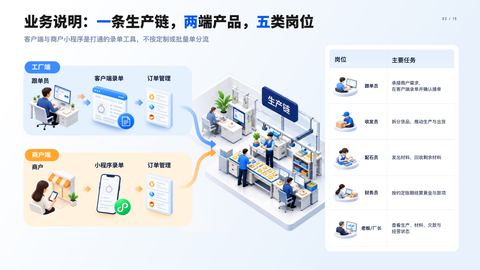 业务说明：一条生产链，两端产品，五类岗位
03 / 15
客户端与商户小程序是打通的录单工具，不按定制或批量单分流
工厂端
跟单员
客户端录单
订单管理
商户端
商户
小程序录单
订单管理
生产链
岗位
主要任务
跟单员
承接商户需求，
在客户端录单并确认接单
收发员
拆分货品，推动生产与出货
配石员
发出材料、回收剩余材料
财务员
按约定账期结算黄金与款项
老板/厂长
查看生产、材料、欠款与
经营状态